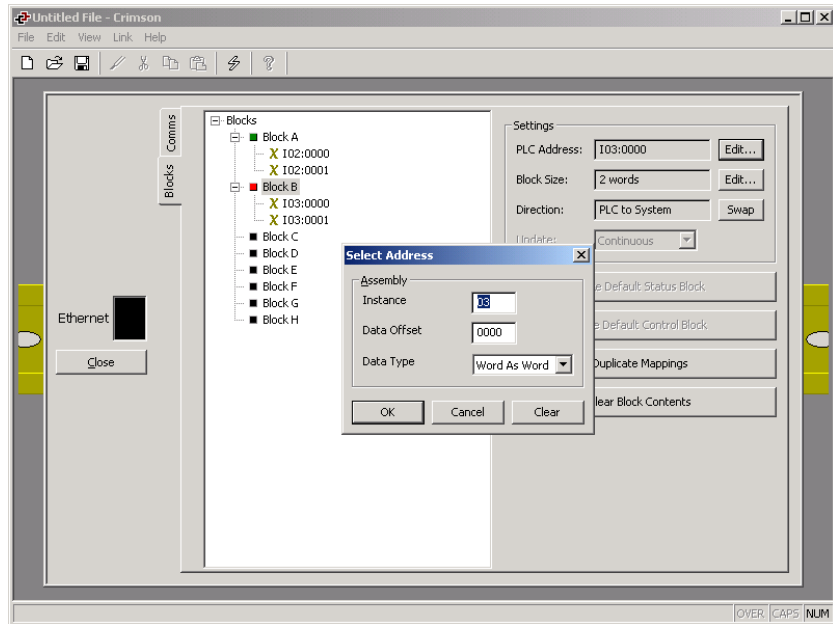 Untitled File - Crimson
File Edit View Link Help
Comms
Blocks
Blocks
Block A
I02:0000
I02:0001
Block B
I03:0000
I03:0001
Block C
Block D
Block E
Block F
Block G
Block H
Ethernet
Close
Settings
PLC Address: I03:0000 Edit...
Block Size: 2 words Edit...
Direction: PLC to System Swap
Update: Continuous
Default Status Block
Default Control Block
Duplicate Mappings
Block Contents
Select Address
Assembly
Instance 03
Data Offset 0000
Data Type Word As Word
OK Cancel Clear
OVER CAPS NUM